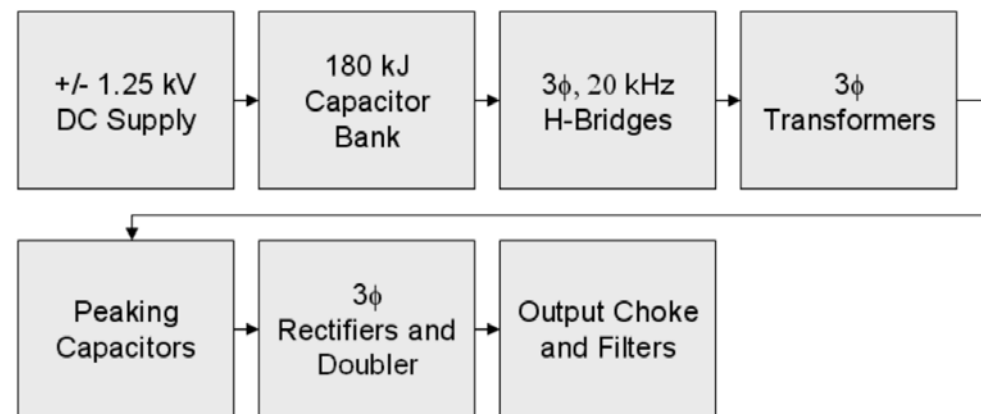 +/- 1.25 kV
DC Supply
180 kJ
Capacitor
Bank
3ϕ, 20 kHz
H-Bridges
3ϕ
Transformers
Peaking
Capacitors
3ϕ
Rectifiers and
Doubler
Output Choke
and Filters